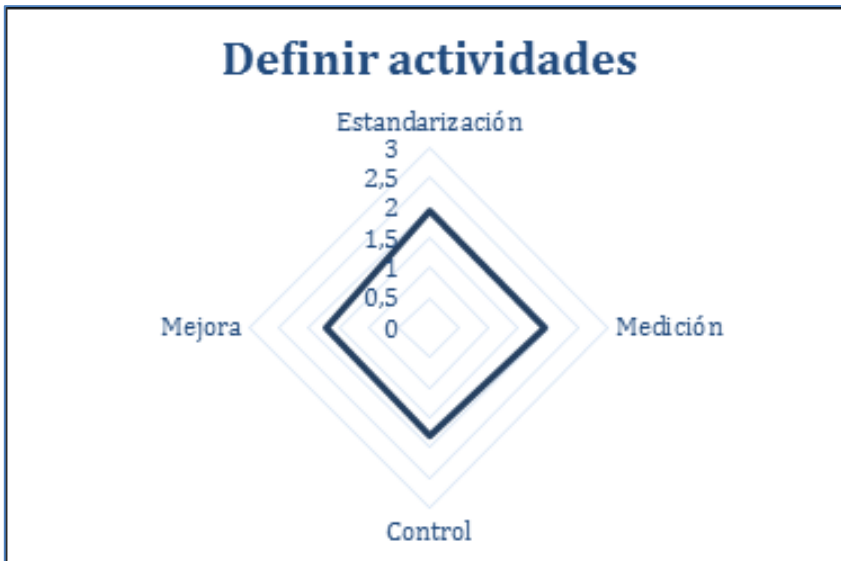 Definir actividades
Estandarización
3
2,5
2
1,5
1
0,5
0
Mejora
Medición
Control